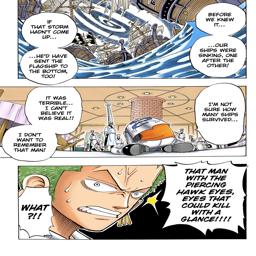 BEFORE
WE KNEW
IT...
IF
THAT STORM
HADN'T COME
UP...
...OUR
SHIPS WERE
SINKING, ONE
AFTER THE
OTHER!
...HE'D HAVE
SENT THE
FLAGSHIP TO
THE BOTTOM,
TOO!
IT WAS
TERRIBLE...
I CAN'T
BELIEVE IT
WAS REAL!!
I'M NOT
SURE HOW
MANY SHIPS
SURVIVED...
I DON'T
WANT TO
REMEMBER
THAT MAN!
THAT MAN
WITH THE
PIERCING
HAWK EYES,
EYES THAT
COULD KILL
WITH A
GLANCE!!!!
WHAT
?!!